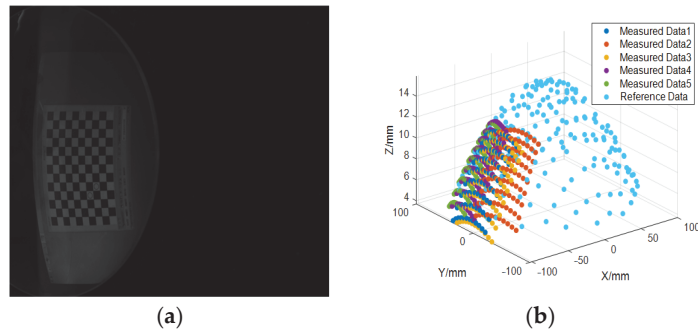 Measured Data1
Measured Data2
Measured Data3
Measured Data4
Measured Data5
Reference Data
14
12
10
8
6
4
Z/mm
100
0
-100
Y/mm
-100
-50
0
50
100
X/mm
(a)
(b)